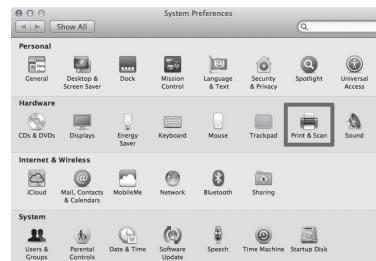 System Preferences
Show All
Personal
General Desktop & Screen Saver Dock Mission Control Language & Text Security & Privacy Spotlight Universal Access
Hardware
CDs & DVDs Displays Energy Saver Keyboard Mouse Trackpad Print & Scan Sound
Internet & Wireless
iCloud Mail, Contacts & Calendars MobileMe Network Bluetooth Sharing
System
Users & Groups Parental Controls Date & Time Software Update Speech Time Machine Startup Disk